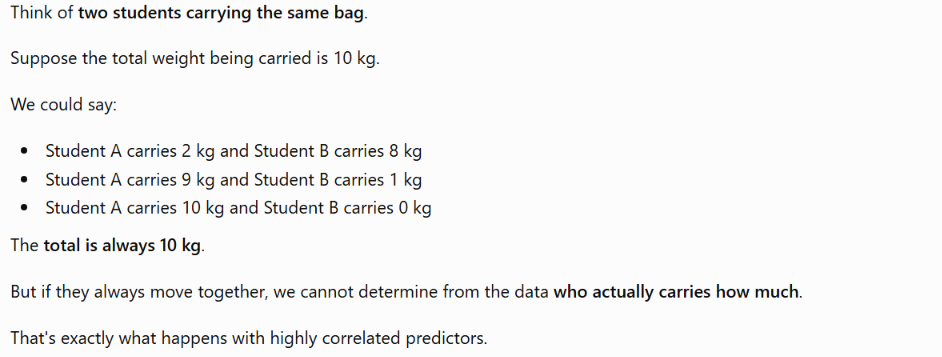 Think of two students carrying the same bag.
Suppose the total weight being carried is 10 kg.
We could say:
• Student A carries 2 kg and Student B carries 8 kg
• Student A carries 9 kg and Student B carries 1 kg
• Student A carries 10 kg and Student B carries 0 kg
The total is always 10 kg.
But if they always move together, we cannot determine from the data who actually carries how much.
That's exactly what happens with highly correlated predictors.